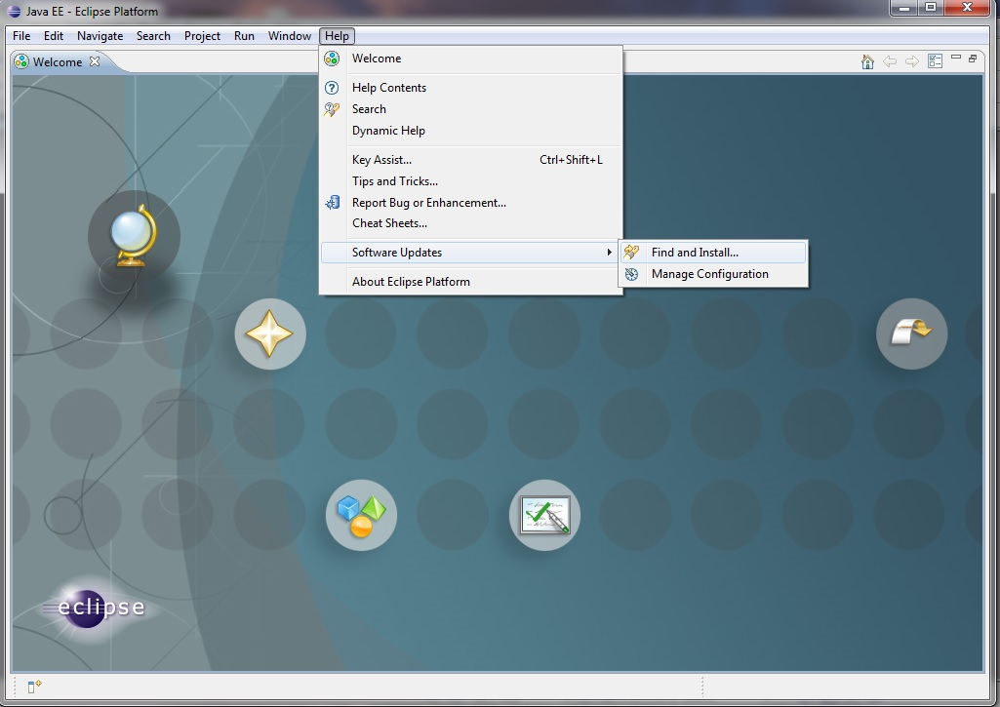 Java EE - Eclipse Platform
File Edit Navigate Search Project Run Window Help
Welcome
Welcome
Help Contents
Search
Dynamic Help
Key Assist... Ctrl+Shift+L
Tips and Tricks...
Report Bug or Enhancement...
Cheat Sheets...
Software Updates
Find and Install...
Manage Configuration
About Eclipse Platform
eclipse